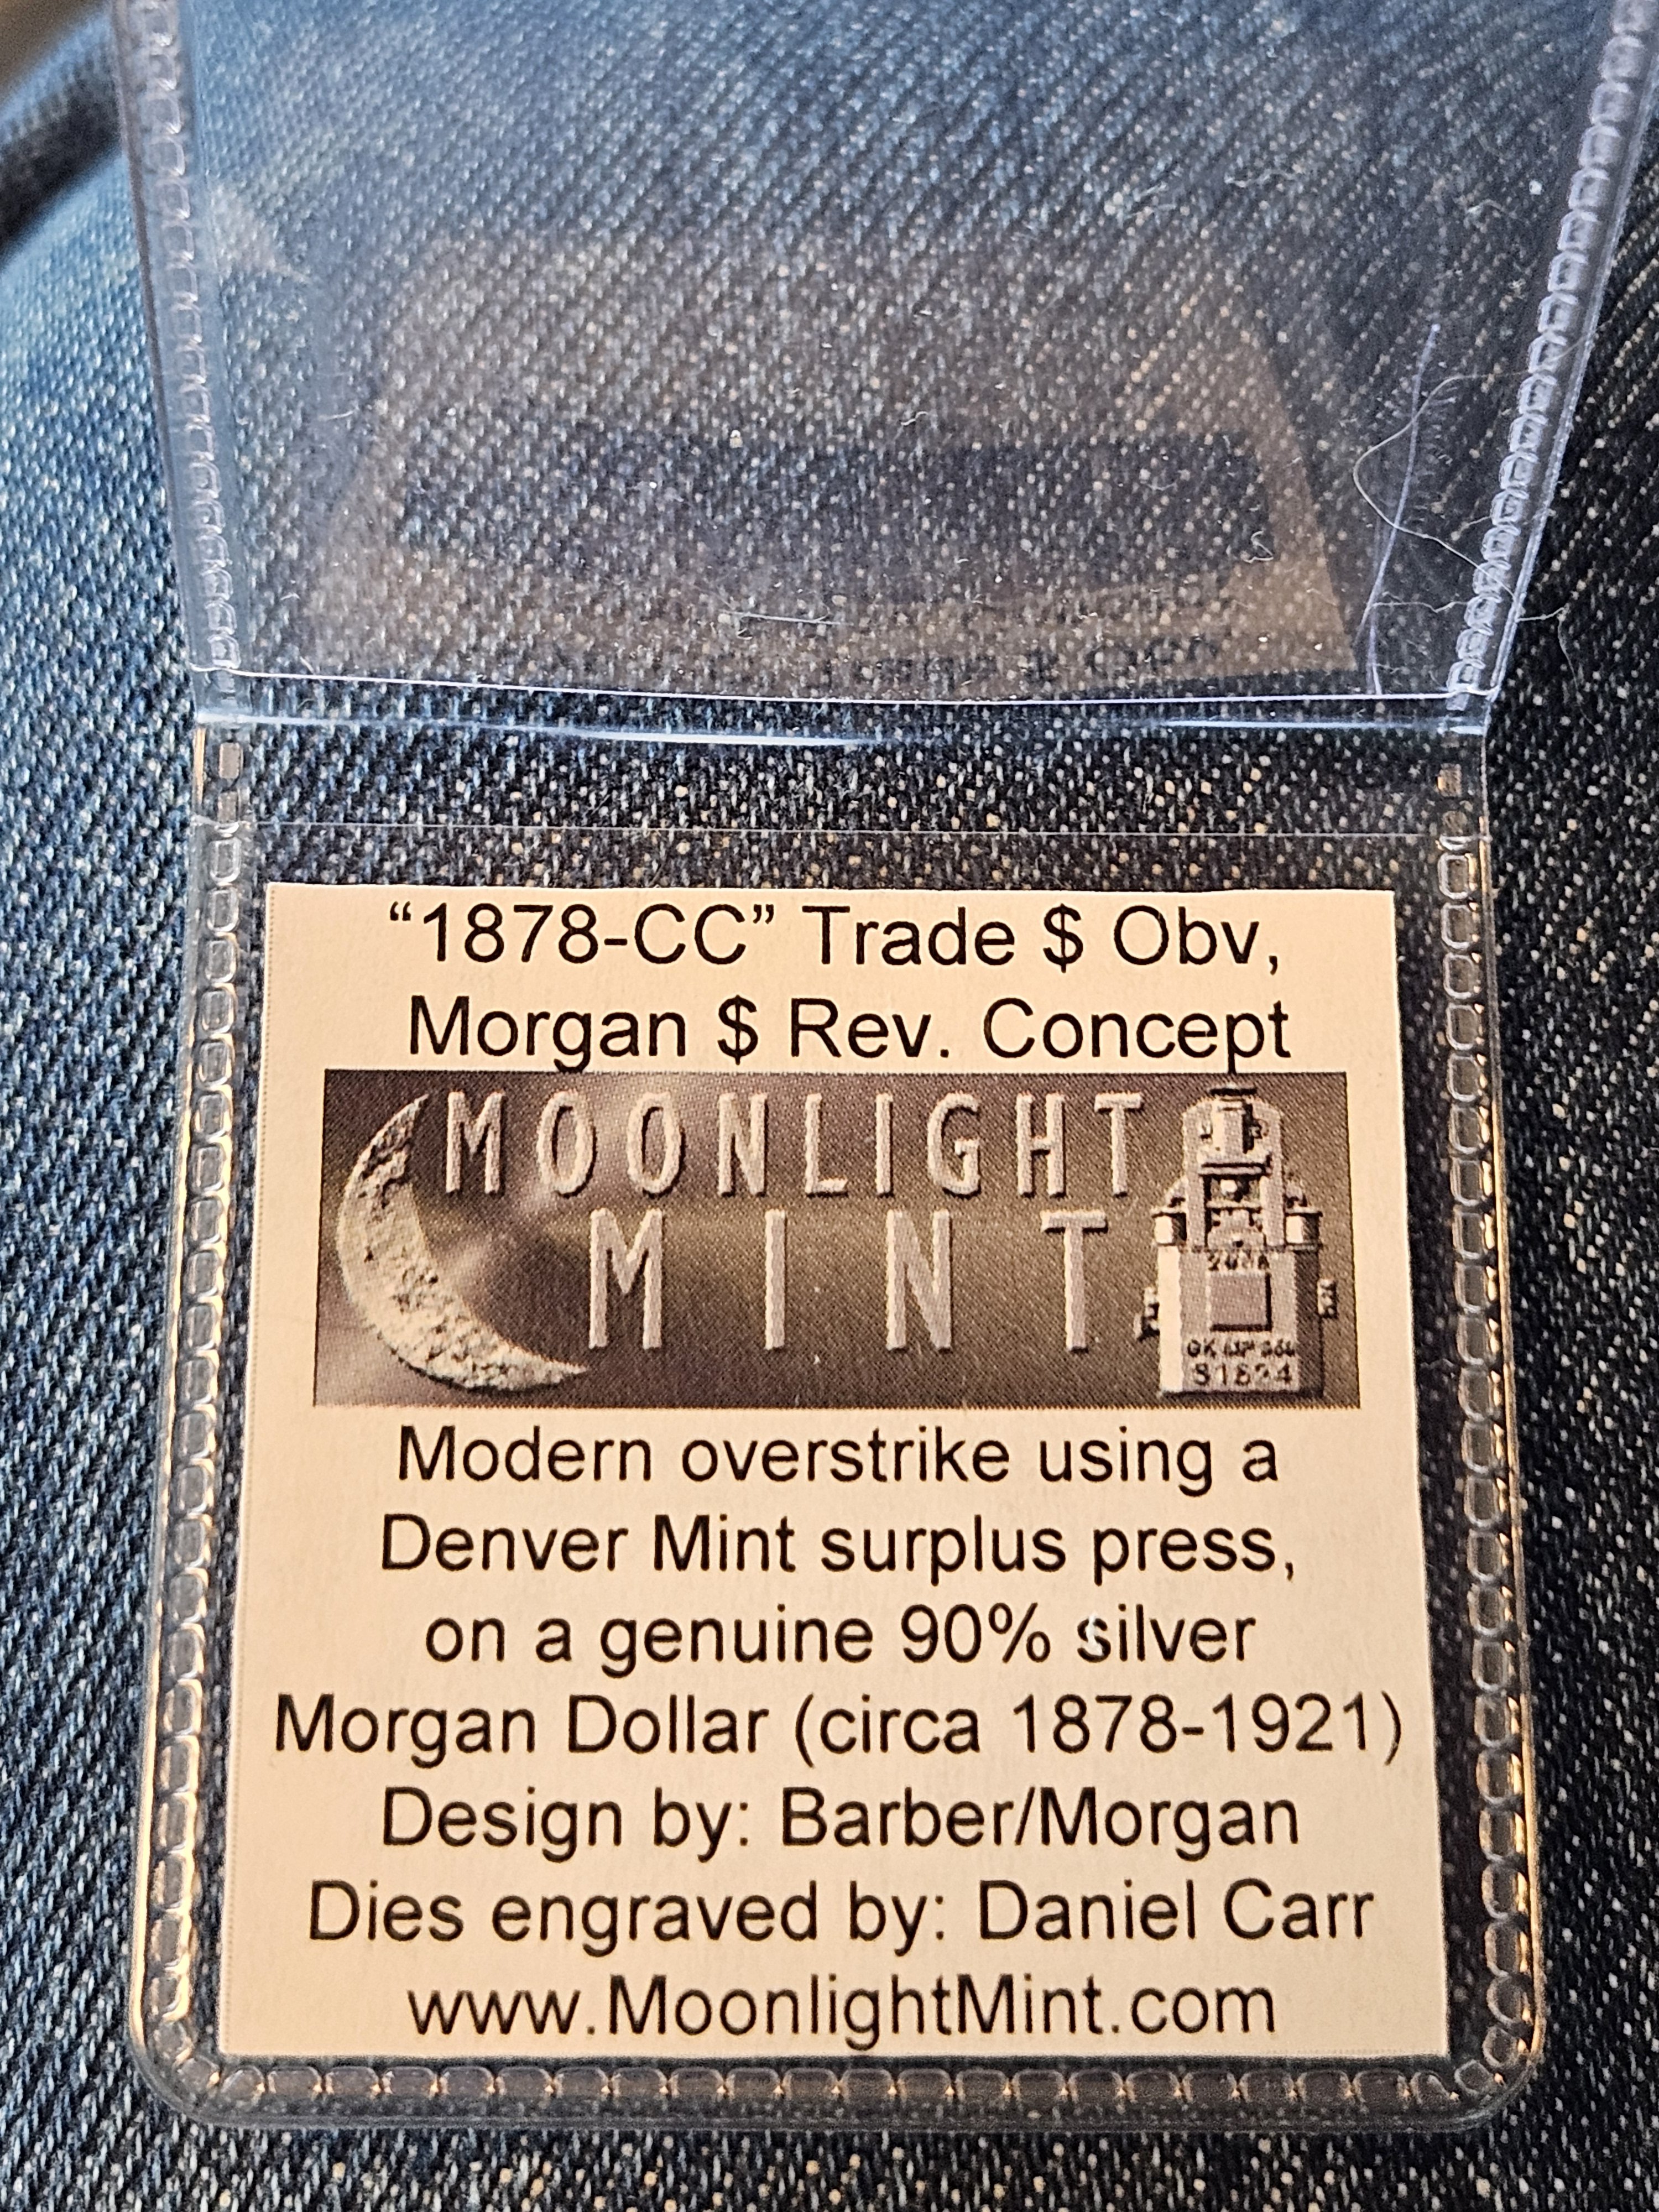 “1878-CC” Trade $ Obv,
Morgan $ Rev. Concept
MOONLIGHT
MINT
Modern overstrike using a
Denver Mint surplus press,
on a genuine 90% silver
Morgan Dollar (circa 1878-1921)
Design by: Barber/Morgan
Dies engraved by: Daniel Carr
www.MoonlightMint.com